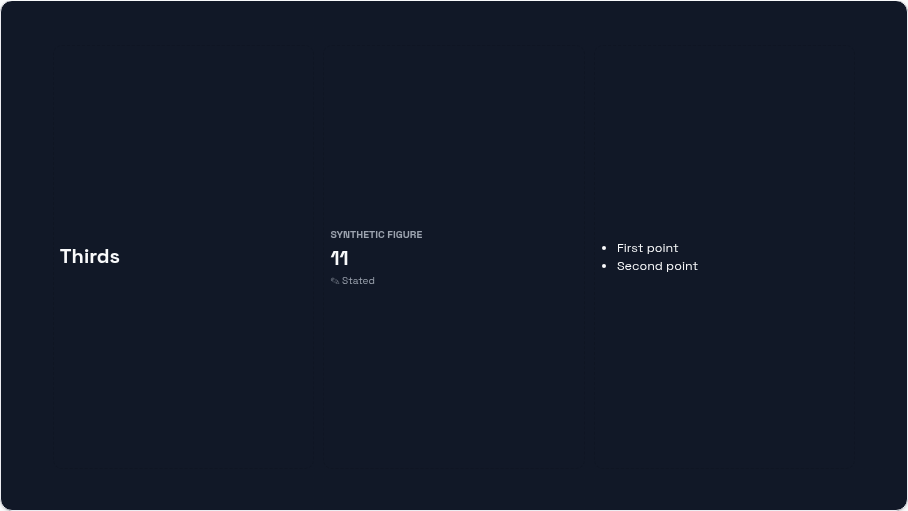 Thirds
SYNTHETIC FIGURE
11
Stated
First point
Second point